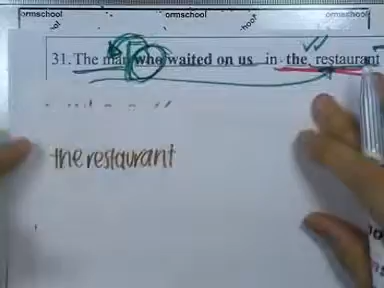 ormschool ormschool ormschool
31. The man who waited on us in the restaurant
the restaurant